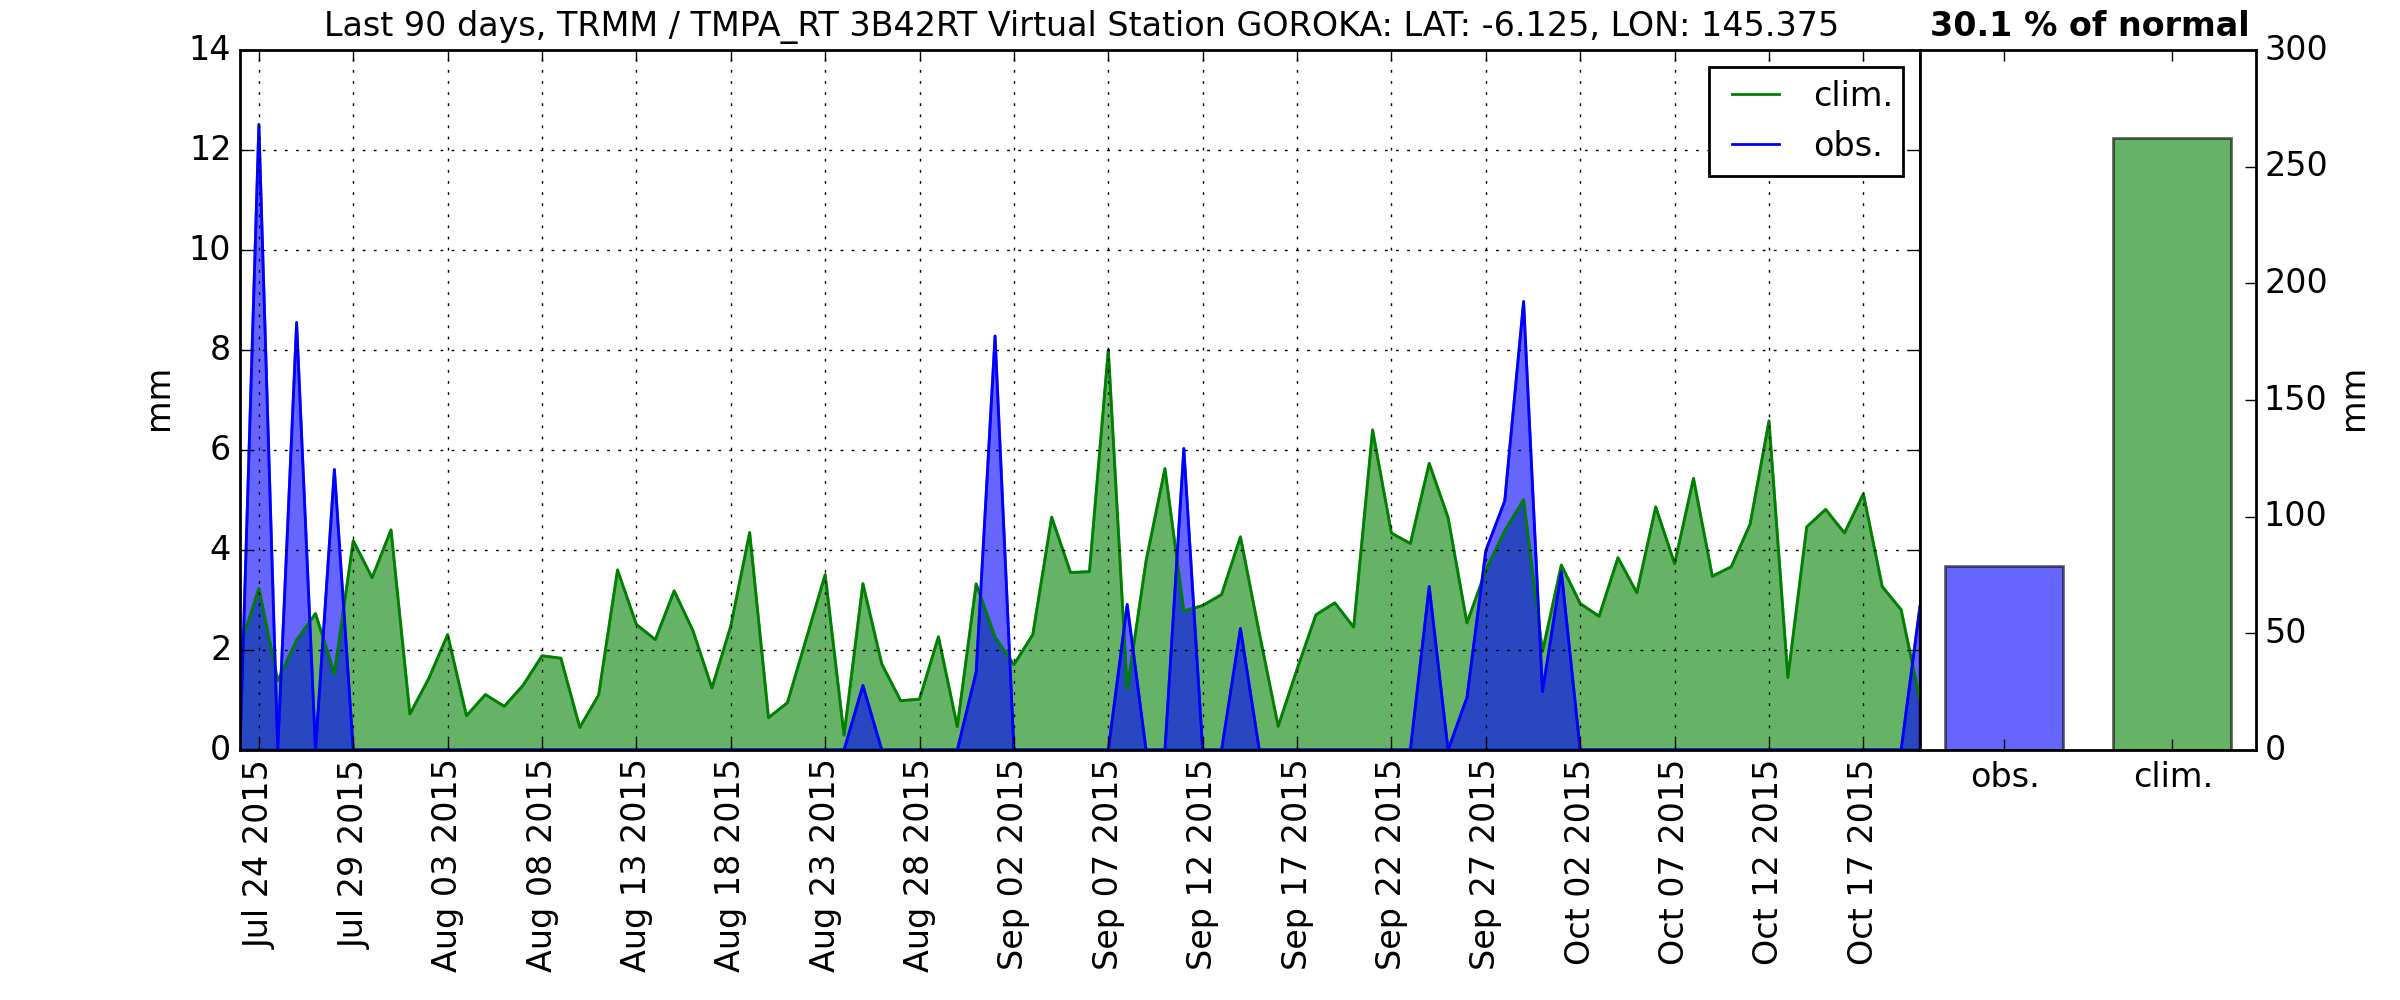 Last 90 days, TRMM / TMPA_RT 3B42RT Virtual Station GOROKA: LAT: -6.125, LON: 145.375
30.1 % of normal
14
12
10
8
6
4
2
0
mm
clim.
obs.
Jul 24 2015
Jul 29 2015
Aug 03 2015
Aug 08 2015
Aug 13 2015
Aug 18 2015
Aug 23 2015
Aug 28 2015
Sep 02 2015
Sep 07 2015
Sep 12 2015
Sep 17 2015
Sep 22 2015
Sep 27 2015
Oct 02 2015
Oct 07 2015
Oct 12 2015
Oct 17 2015
obs.
clim.
300
250
200
150
100
50
0
mm